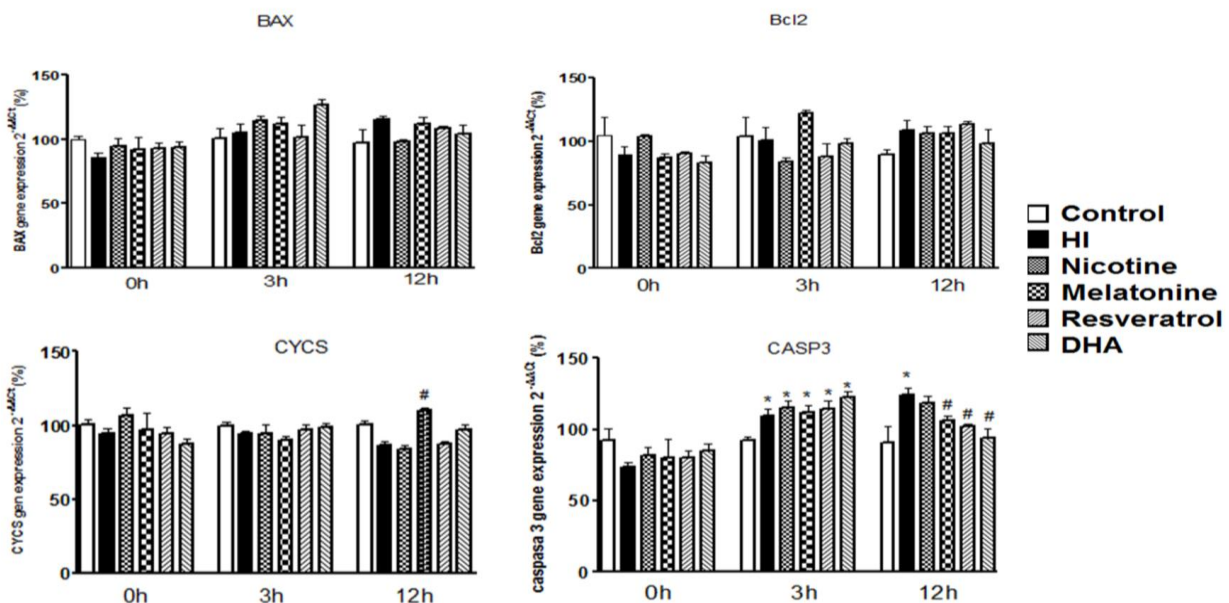 BAX
BAX gene expression 2^-ΔΔCt (%)
150
100
50
0
0h 3h 12h
Bcl2
Bcl2 gene expression 2^-ΔΔCt (%)
150
100
50
0
0h 3h 12h
Control
HI
Nicotine
Melatonine
Resveratrol
DHA
CYCS
CYCS gen expression 2^-ΔΔCt (%)
150
100
50
0
#
0h 3h 12h
CASP3
caspasa 3 gene expression 2^-ΔΔCt (%)
150
100
50
0
* * * * *
* # # #
0h 3h 12h